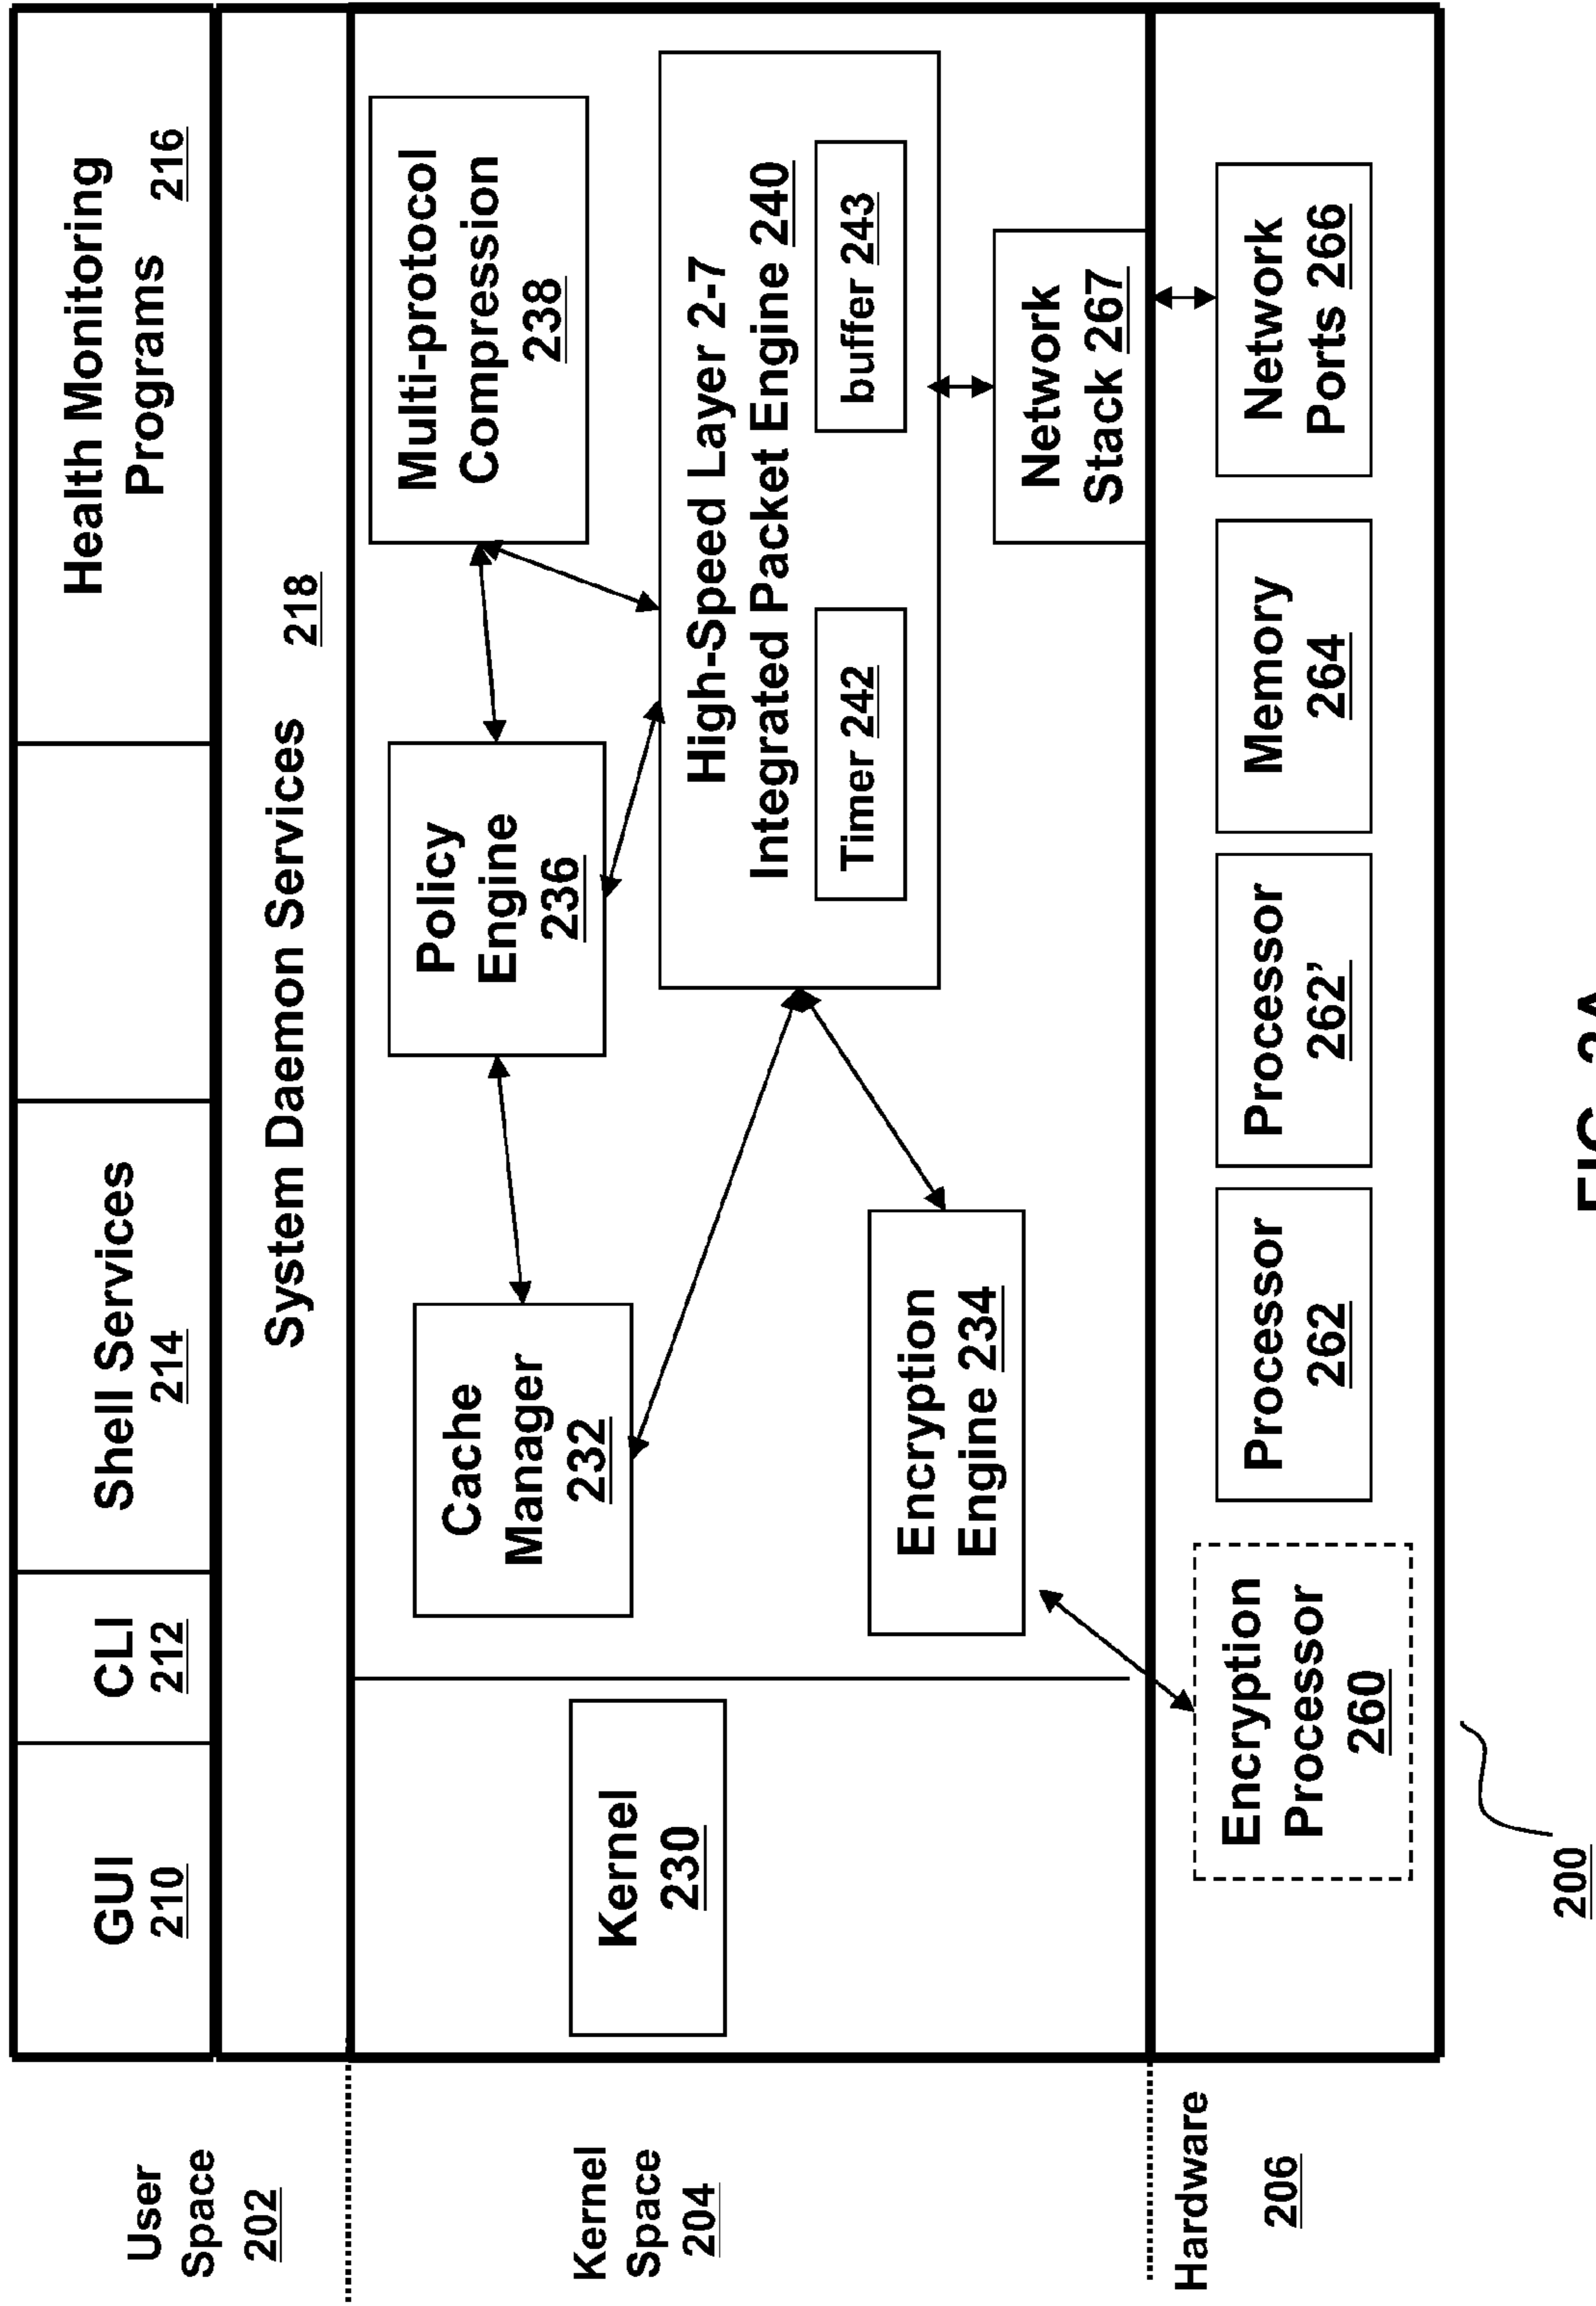 GUI
210
CLI
212
Shell Services
214
Health Monitoring
Programs 216
User
Space
202
System Daemon Services 218
Kernel
Space
204
Kernel
230
Cache
Manager
232
Policy
Engine
236
Multi-protocol
Compression
238
High-Speed Layer 2-7
Integrated Packet Engine 240
Timer 242
buffer 243
Encryption
Engine 234
Network
Stack 267
Hardware
206
Encryption
Processor
260
Processor
262
Processor
262’
Memory
264
Network
Ports 266
200